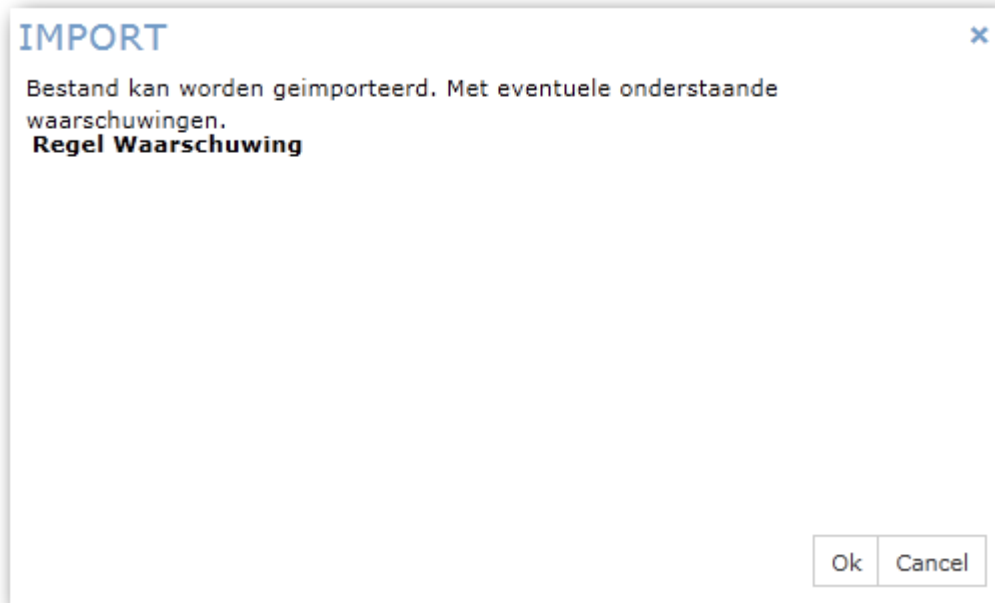 IMPORT
×
Bestand kan worden geimporteerd. Met eventuele onderstaande
waarschuwingen.
Regel Waarschuwing
Ok
Cancel